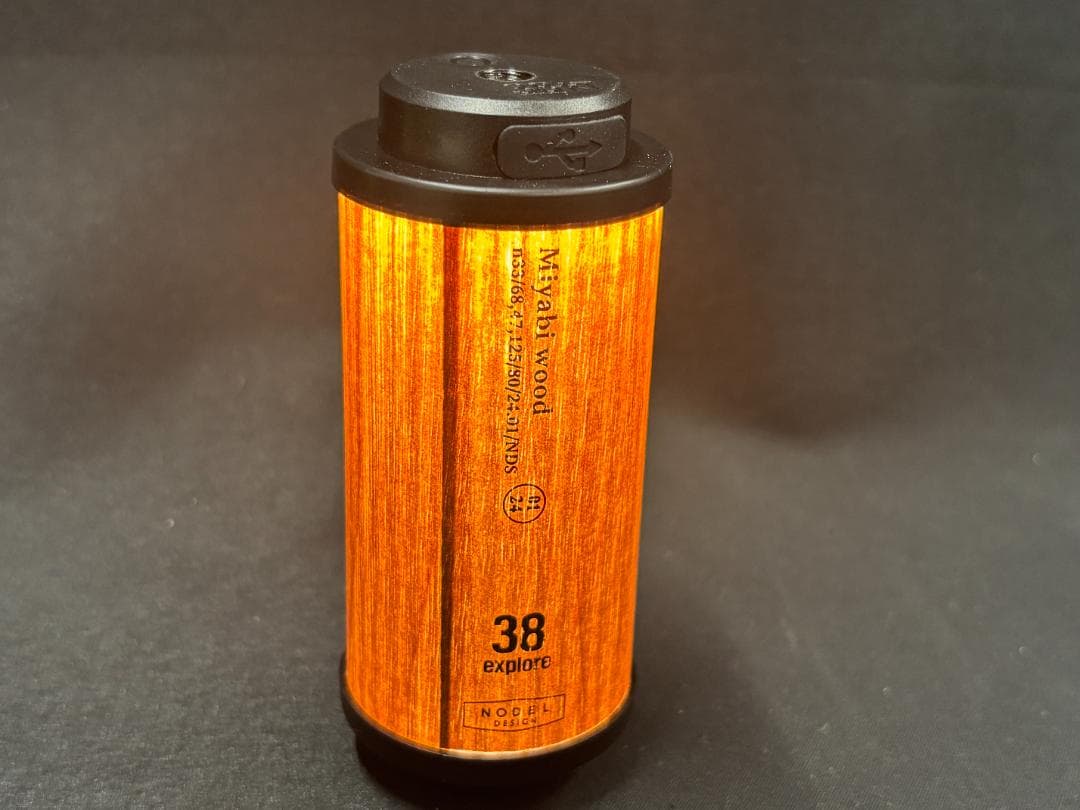 Miyabi wood
n33/68,47,125/80/24.01/NDS
01
24
38
explore
NODEL
DESIGN